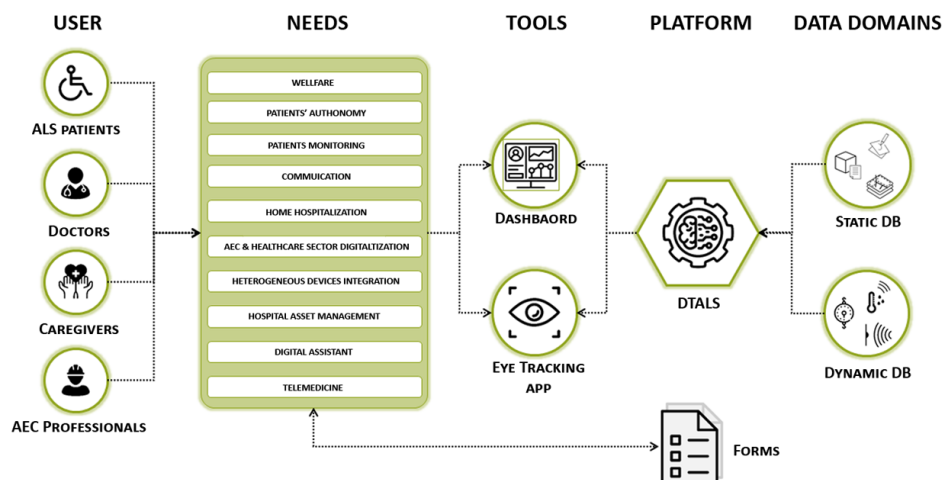 USER
NEEDS
TOOLS
PLATFORM
DATA DOMAINS
ALS PATIENTS
DOCTORS
CAREGIVERS
AEC PROFESSIONALS
WELLFARE
PATIENTS' AUTHONOMY
PATIENTS MONITORING
COMMUICATION
HOME HOSPITALIZATION
AEC & HEALTHCARE SECTOR DIGITALTIZATION
HETEROGENEOUS DEVICES INTEGRATION
HOSPITAL ASSET MANAGEMENT
DIGITAL ASSISTANT
TELEMEDICINE
DASHBAORD
EYE TRACKING
APP
DTALS
STATIC DB
DYNAMIC DB
FORMS